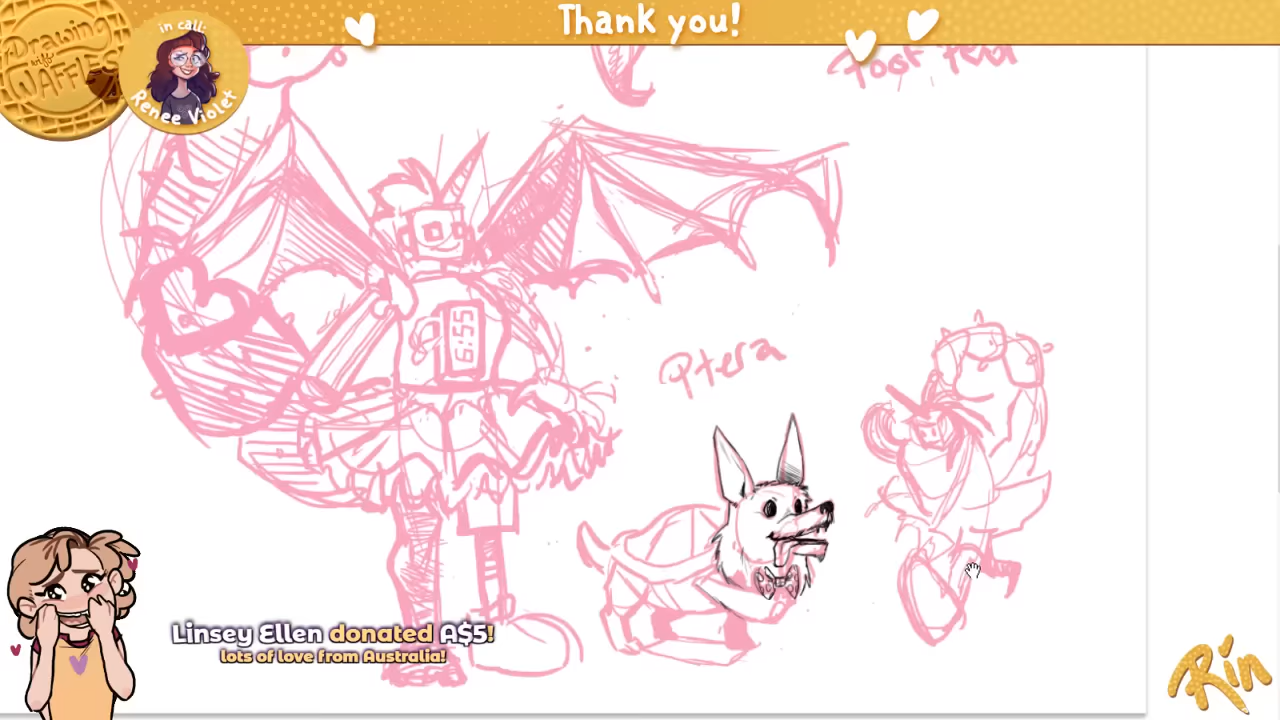 Thank you!
Drawing
with
WAFFLES
in call:
Renee Violet
6:55
Ptera
Linsey Ellen donated A$5!
lots of love from Australia!
Rin